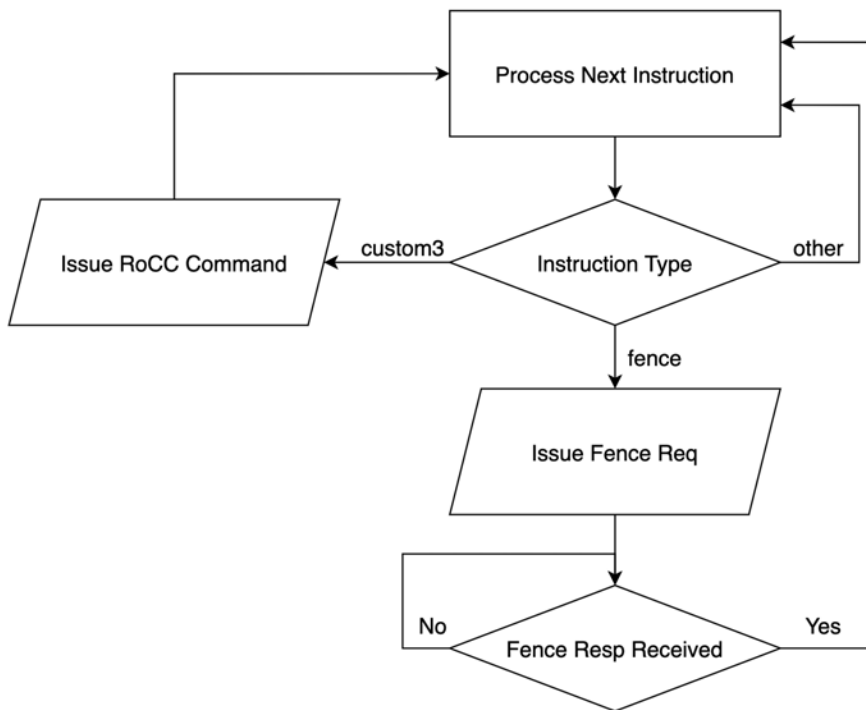 Process Next Instruction
Issue RoCC Command
custom3
Instruction Type
other
fence
Issue Fence Req
No
Fence Resp Received
Yes